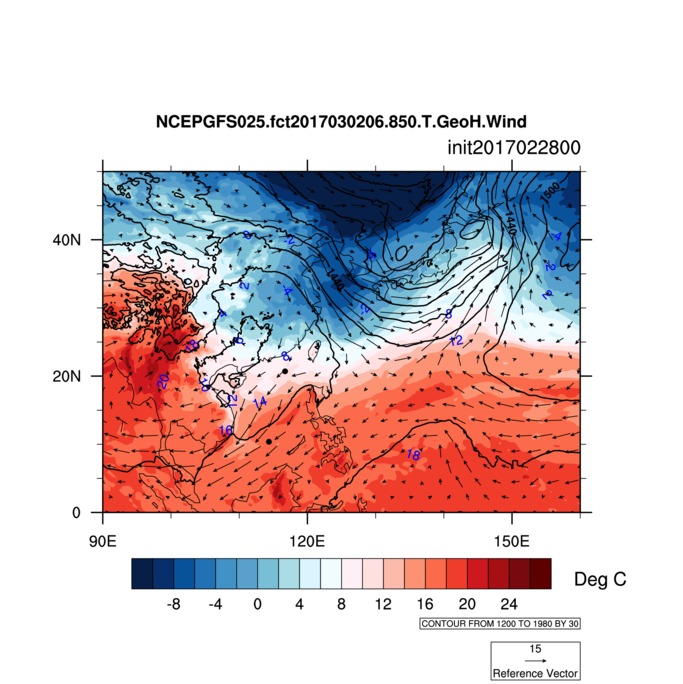 NCEPGFS025.fct2017030206.850.T.GeoH.Wind
init2017022800
40N
20N
0
90E 120E 150E
-8 -4 0 4 8 12 16 20 24
Deg C
CONTOUR FROM 1200 TO 1980 BY 30
15
Reference Vector